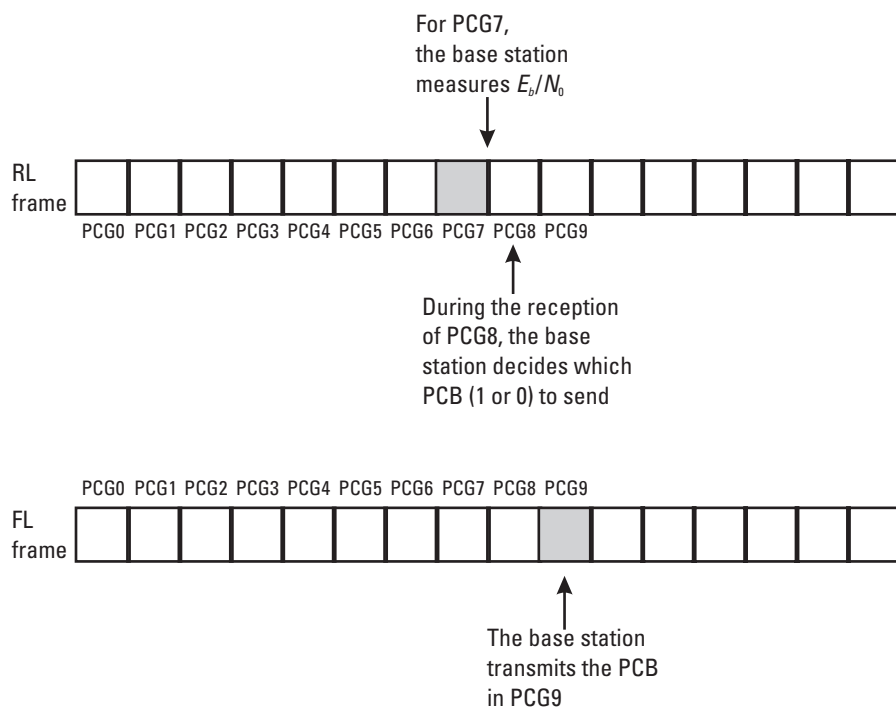 For PCG7,
the base station
measures E_b/N_0
RL
frame
PCG0 PCG1 PCG2 PCG3 PCG4 PCG5 PCG6 PCG7 PCG8 PCG9
During the reception
of PCG8, the base
station decides which
PCB (1 or 0) to send
PCG0 PCG1 PCG2 PCG3 PCG4 PCG5 PCG6 PCG7 PCG8 PCG9
FL
frame
The base station
transmits the PCB
in PCG9